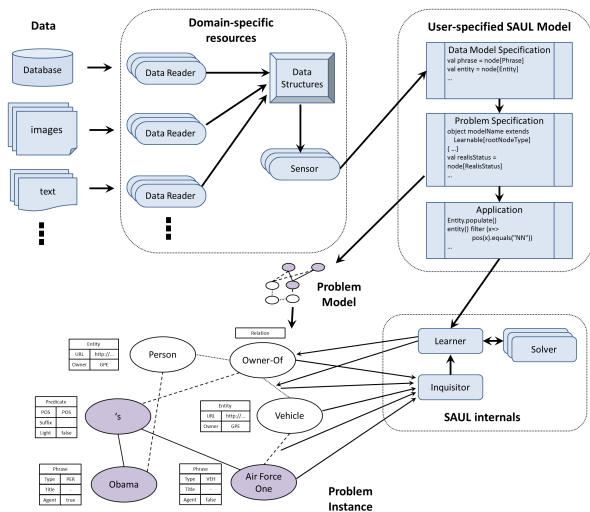 Data
Domain-specific
resources
User-specified SAUL Model
Database
images
text
Data Reader
Data Reader
Data Reader
Data
Structures
Sensor
Data Model Specification
val phrase = node[Phrase]
val entity = node[Entity]
...
Problem Specification
object modelName extends
Learnable[rootNodeType]
{ ...}
val realisStatus =
node[RealisStatus]
...
Application
Entity.populate()
entity() filter (x=>
pos(x).equals("NN"))
...
Problem
Model
Relation
Entity
URL http://...
Owner GPE
Person
Owner-Of
Learner
Solver
Inquisitor
SAUL internals
Predicate
POS POS
Suffix
Light false
's
Entity
URL http://...
Owner GPE
Vehicle
Phrase
Type PER
Title -
Agent true
Obama
Phrase
Type VEH
Title -
Agent false
Air Force
One
Problem
Instance